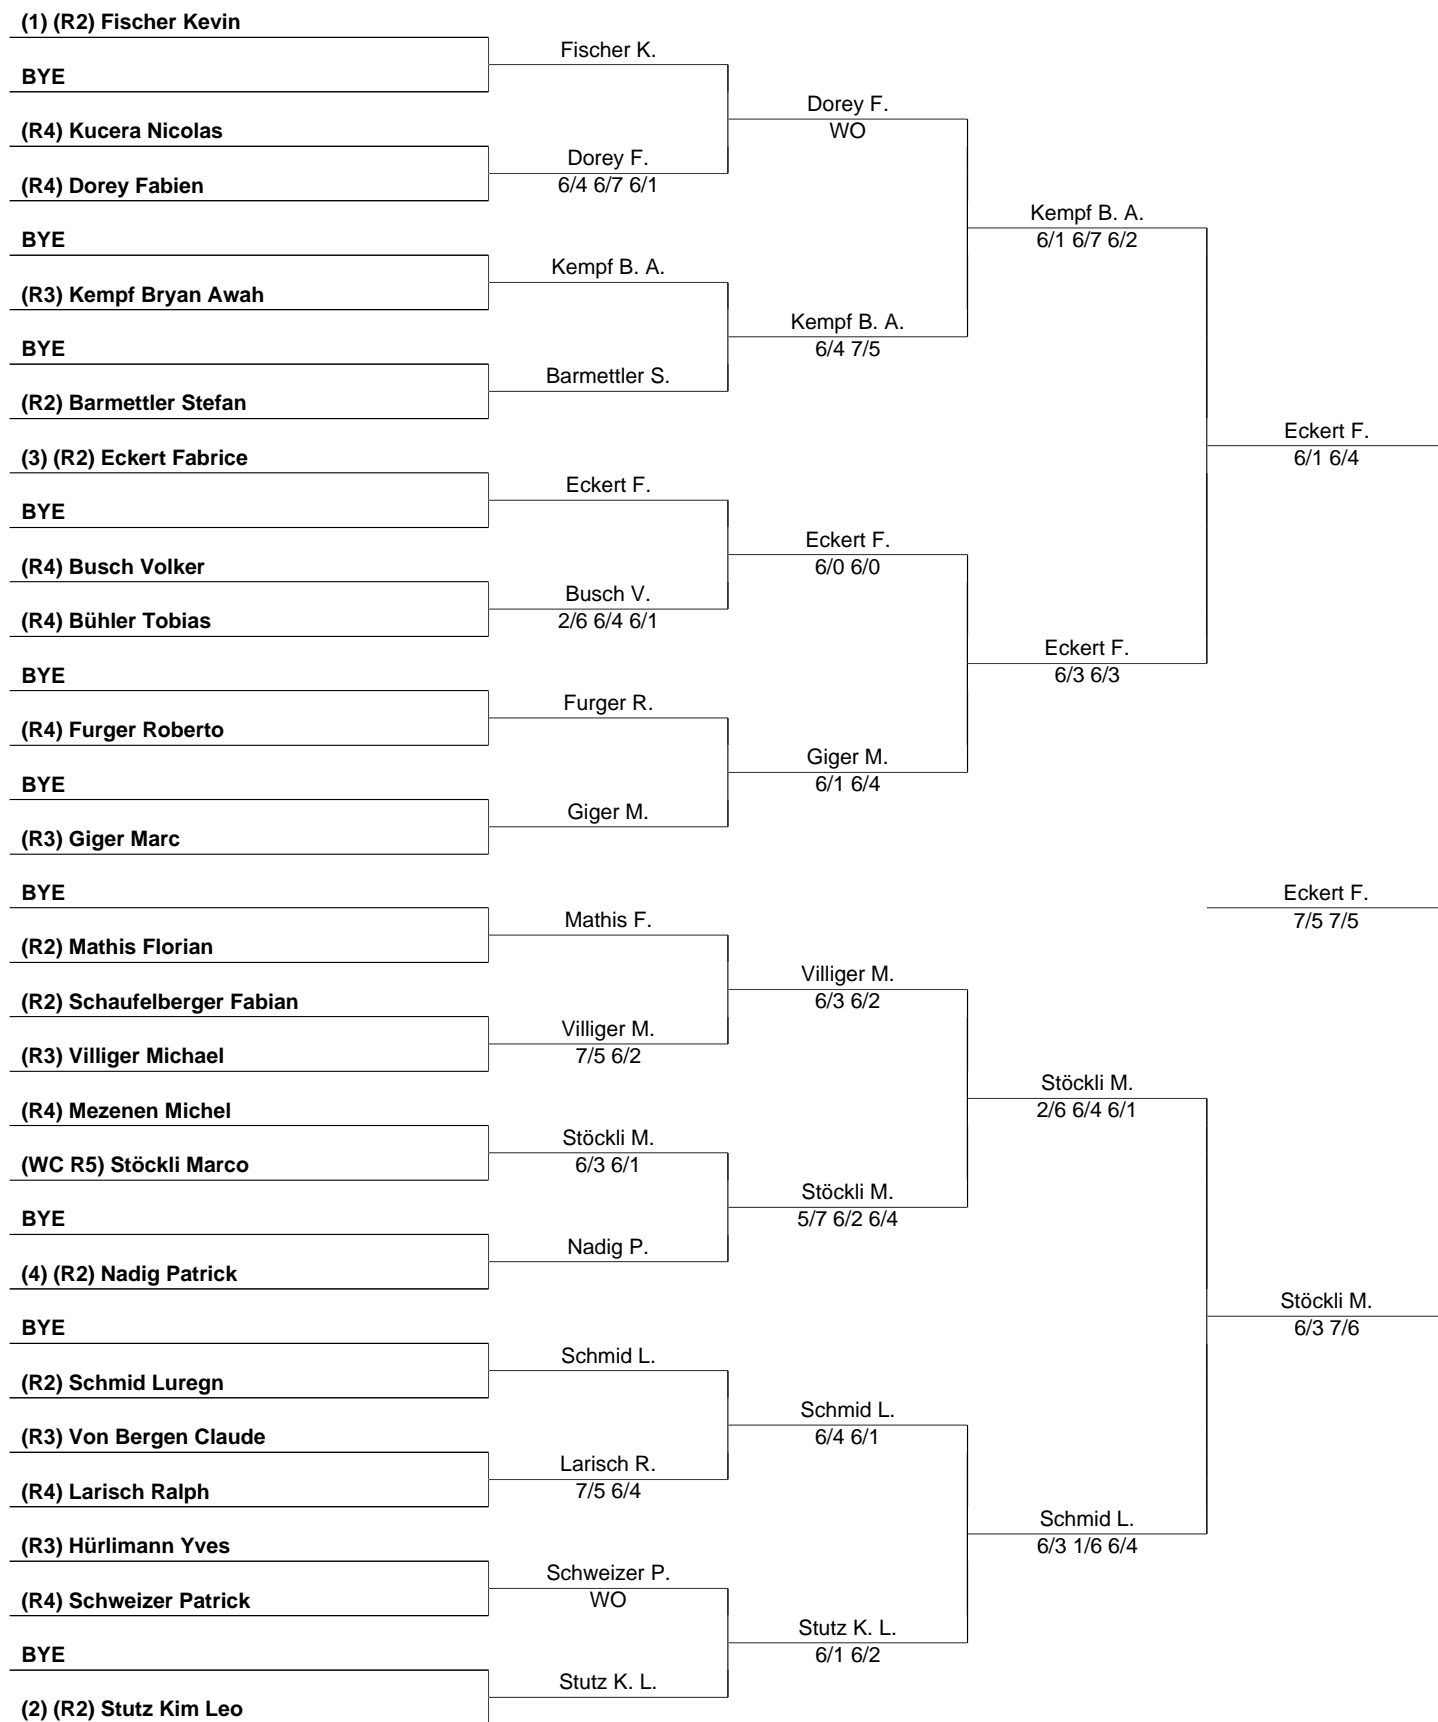 (1) (R2) Fischer Kevin
BYE
(R4) Kucera Nicolas
(R4) Dorey Fabien
BYE
(R3) Kempf Bryan Awah
BYE
(R2) Barmettler Stefan
(3) (R2) Eckert Fabrice
BYE
(R4) Busch Volker
(R4) Bühler Tobias
BYE
(R4) Furger Roberto
BYE
(R3) Giger Marc
BYE
(R2) Mathis Florian
(R2) Schaufelberger Fabian
(R3) Villiger Michael
(R4) Mezenen Michel
(WC R5) Stöckli Marco
BYE
(4) (R2) Nadig Patrick
BYE
(R2) Schmid Luregn
(R3) Von Bergen Claude
(R4) Larisch Ralph
(R3) Hürlimann Yves
(R4) Schweizer Patrick
BYE
(2) (R2) Stutz Kim Leo
Fischer K.
Dorey F.
6/4 6/7 6/1
Kempf B. A.
Barmettler S.
Eckert F.
Busch V.
2/6 6/4 6/1
Furger R.
Giger M.
Mathis F.
Villiger M.
7/5 6/2
Stöckli M.
6/3 6/1
Nadig P.
Schmid L.
Larisch R.
7/5 6/4
Schweizer P.
WO
Stutz K. L.
Dorey F.
WO
Kempf B. A.
6/4 7/5
Eckert F.
6/0 6/0
Giger M.
6/1 6/4
Villiger M.
6/3 6/2
Stöckli M.
5/7 6/2 6/4
Schmid L.
6/4 6/1
Stutz K. L.
6/1 6/2
Kempf B. A.
6/1 6/7 6/2
Eckert F.
6/3 6/3
Stöckli M.
2/6 6/4 6/1
Schmid L.
6/3 1/6 6/4
Eckert F.
6/1 6/4
Eckert F.
7/5 7/5
Stöckli M.
6/3 7/6